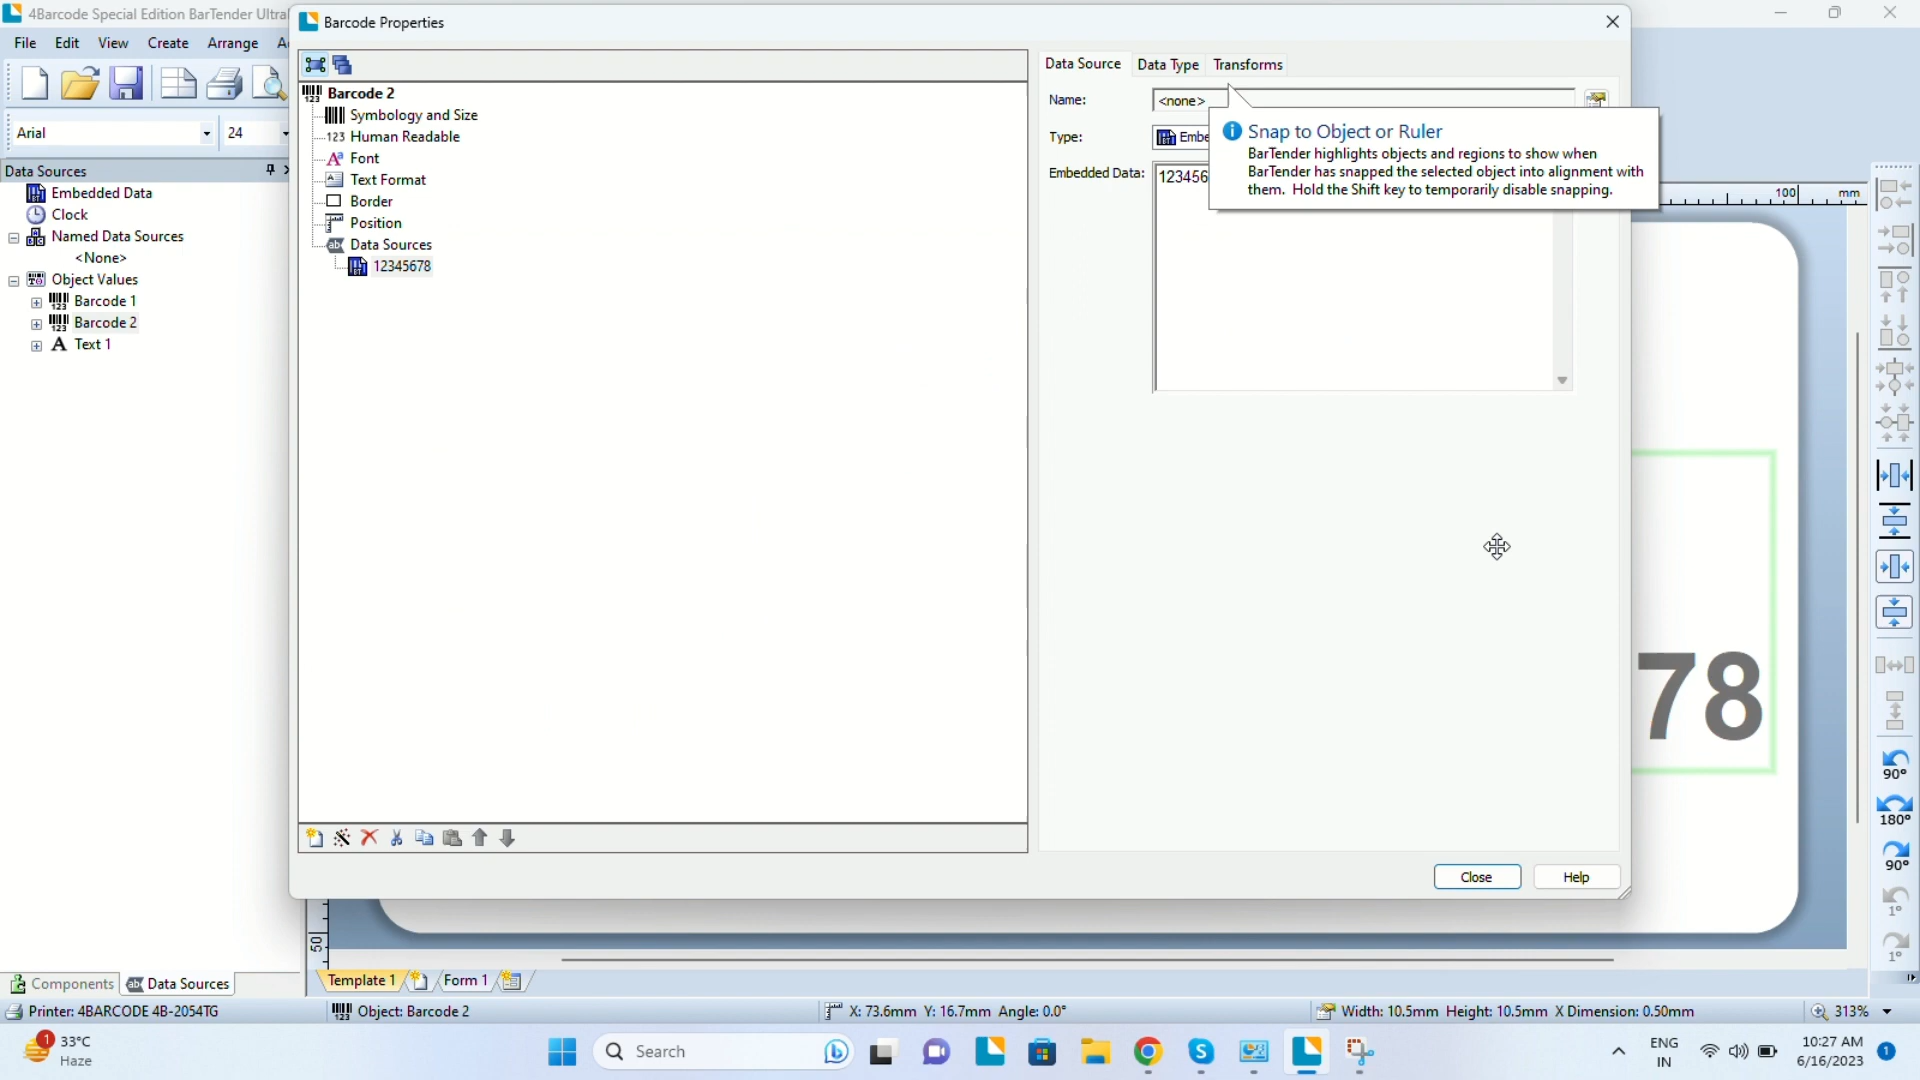 4Barcode Special Edition BarTender Ultral
Barcode Properties
File Edit View Create Arrange
Arial 24
Data Sources
Embedded Data
Clock
Named Data Sources
<None>
Object Values
Barcode 1
Barcode 2
Text 1
Barcode 2
Symbology and Size
123 Human Readable
Font
Text Format
Border
Position
Data Sources
12345678
Data Source Data Type Transforms
Name: <none>
Type: Embe
Embedded Data: 123456
Snap to Object or Ruler
BarTender highlights objects and regions to show when
BarTender has snapped the selected object into alignment with
them. Hold the Shift key to temporarily disable snapping.
100 mm
78
90°
180°
90°
1°
1°
Close Help
50
Components Data Sources
Template 1 Form 1
Printer: 4BARCODE 4B-2054TG Object: Barcode 2 X: 73.6mm Y: 16.7mm Angle: 0.0° Width: 10.5mm Height: 10.5mm X Dimension: 0.50mm 313%
1 33°C
Haze
Search
ENG
IN
10:27 AM
6/16/2023
1